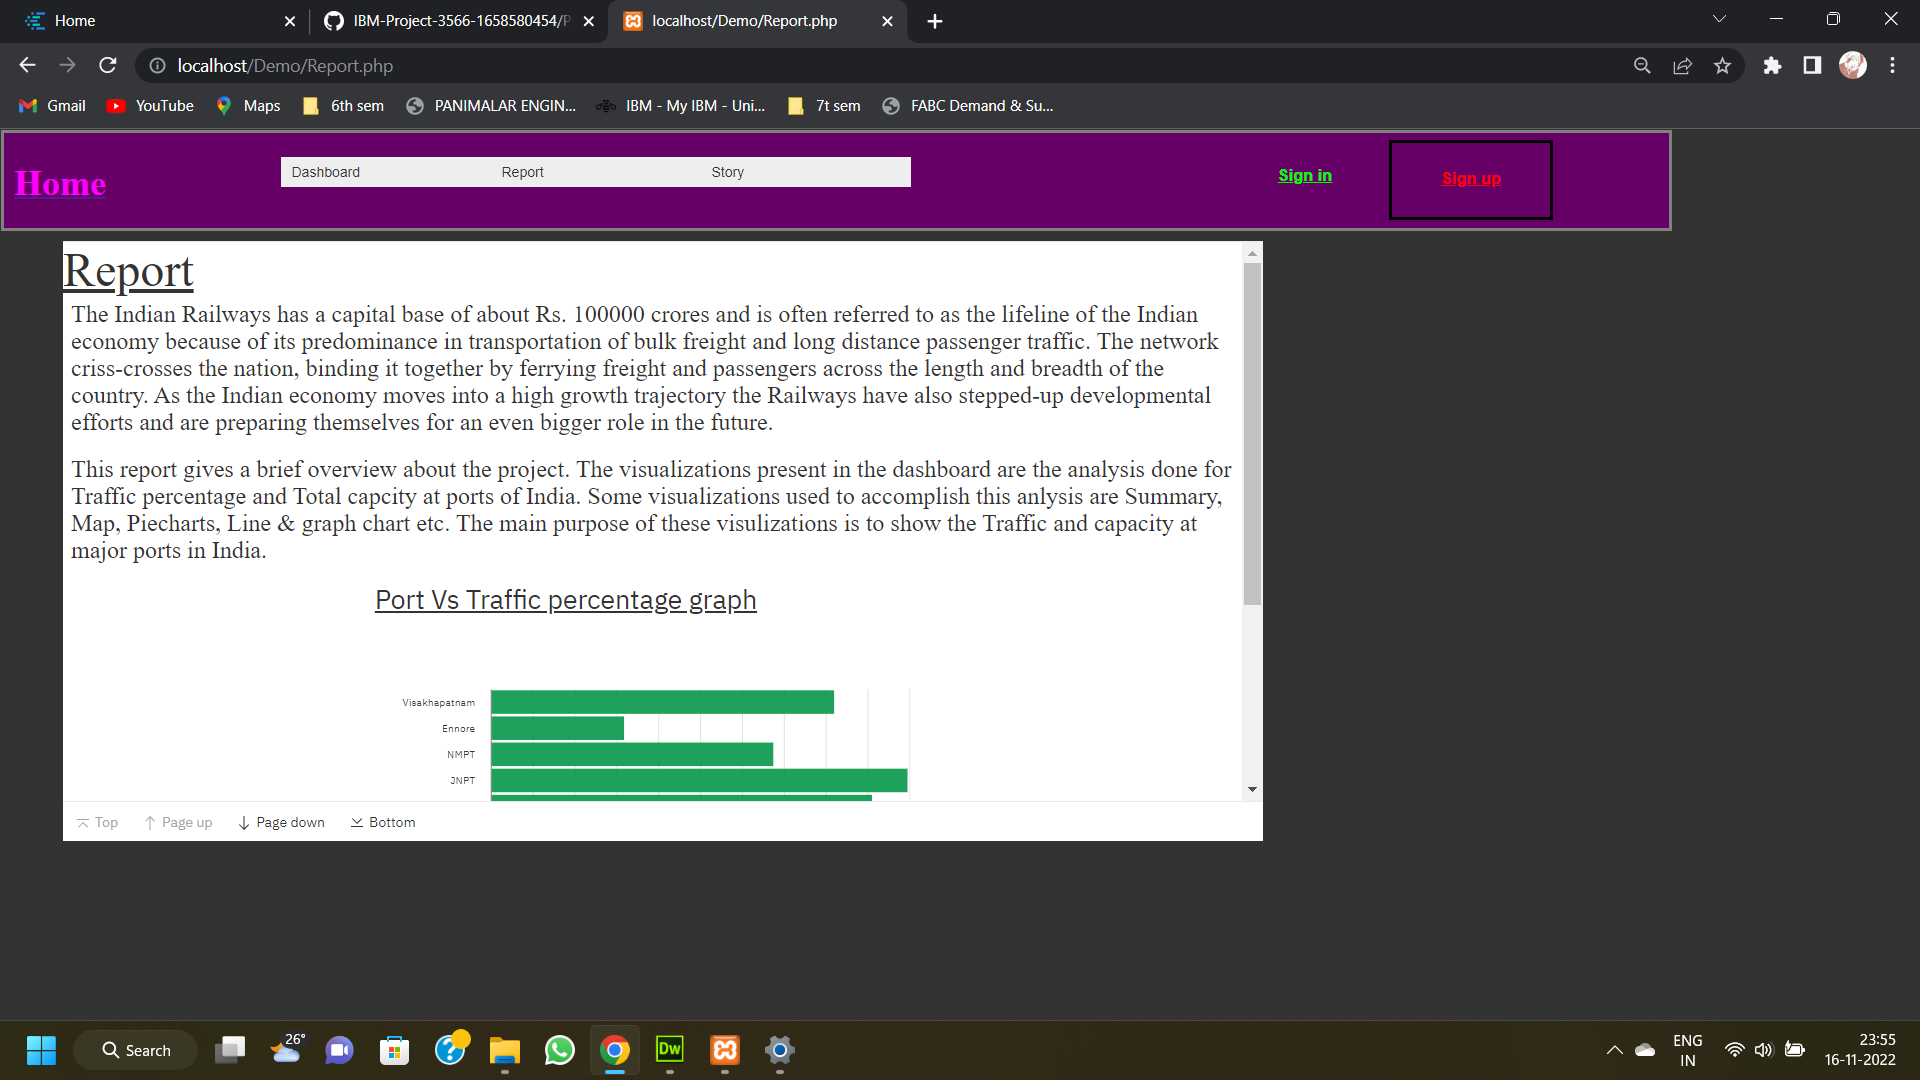 Home
IBM-Project-3566-1658580454/P
localhost/Demo/Report.php
localhost/Demo/Report.php
Gmail
YouTube
Maps
6th sem
PANIMALAR ENGIN...
IBM - My IBM - Uni...
7t sem
FABC Demand & Su...
Home
Dashboard
Report
Story
Sign in
Sign up
Report
The Indian Railways has a capital base of about Rs. 100000 crores and is often referred to as the lifeline of the Indian
economy because of its predominance in transportation of bulk freight and long distance passenger traffic. The network
criss-crosses the nation, binding it together by ferrying freight and passengers across the length and breadth of the
country. As the Indian economy moves into a high growth trajectory the Railways have also stepped-up developmental
efforts and are preparing themselves for an even bigger role in the future.
This report gives a brief overview about the project. The visualizations present in the dashboard are the analysis done for
Traffic percentage and Total capcity at ports of India. Some visualizations used to accomplish this anlysis are Summary,
Map, Piecharts, Line & graph chart etc. The main purpose of these visulizations is to show the Traffic and capacity at
major ports in India.
Port Vs Traffic percentage graph
Visakhapatnam
Ennore
NMPT
JNPT
Top
Page up
Page down
Bottom
Search
26°
Dw
ENG
IN
23:55
16-11-2022